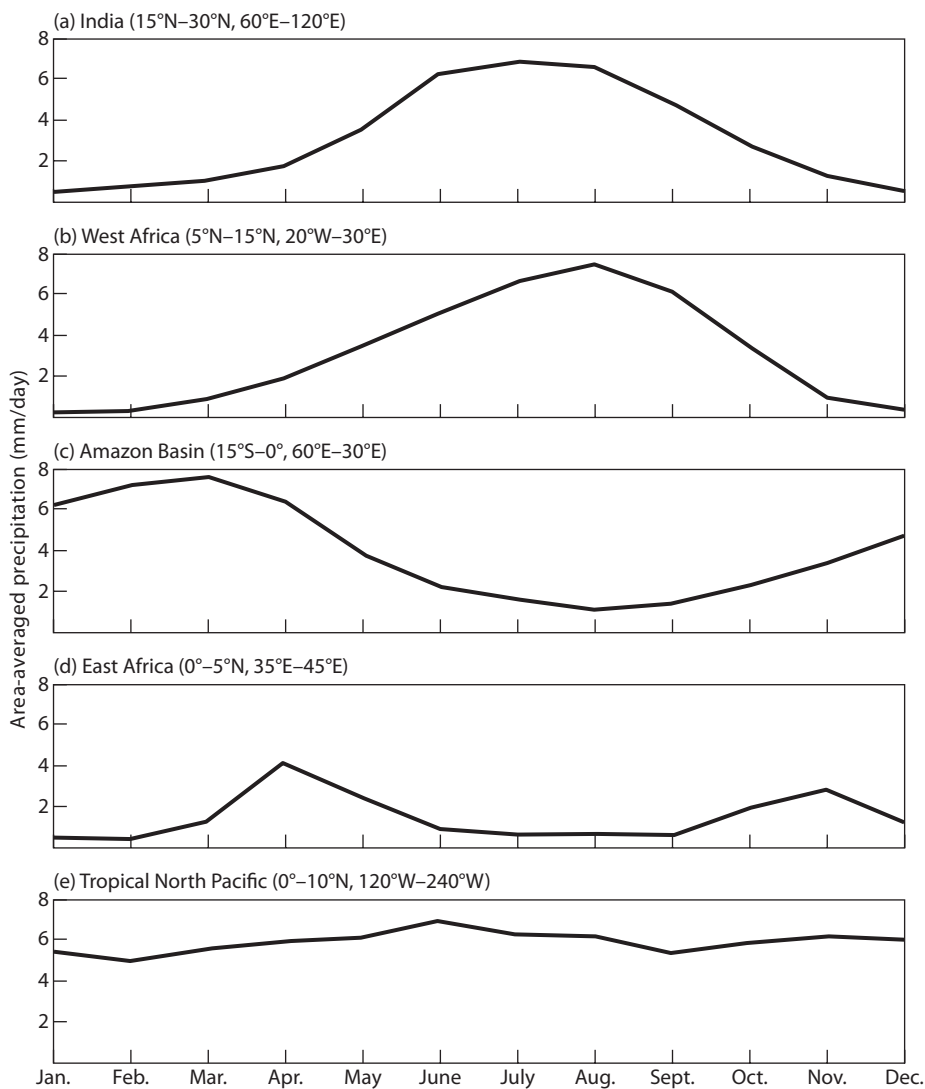 (a) India (15°N–30°N, 60°E–120°E)
8
6
4
2
(b) West Africa (5°N–15°N, 20°W–30°E)
8
6
4
2
(c) Amazon Basin (15°S–0°, 60°E–30°E)
8
6
4
2
(d) East Africa (0°–5°N, 35°E–45°E)
8
6
4
2
(e) Tropical North Pacific (0°–10°N, 120°W–240°W)
8
6
4
2
Area-averaged precipitation (mm/day)
Jan. Feb. Mar. Apr. May June July Aug. Sept. Oct. Nov. Dec.